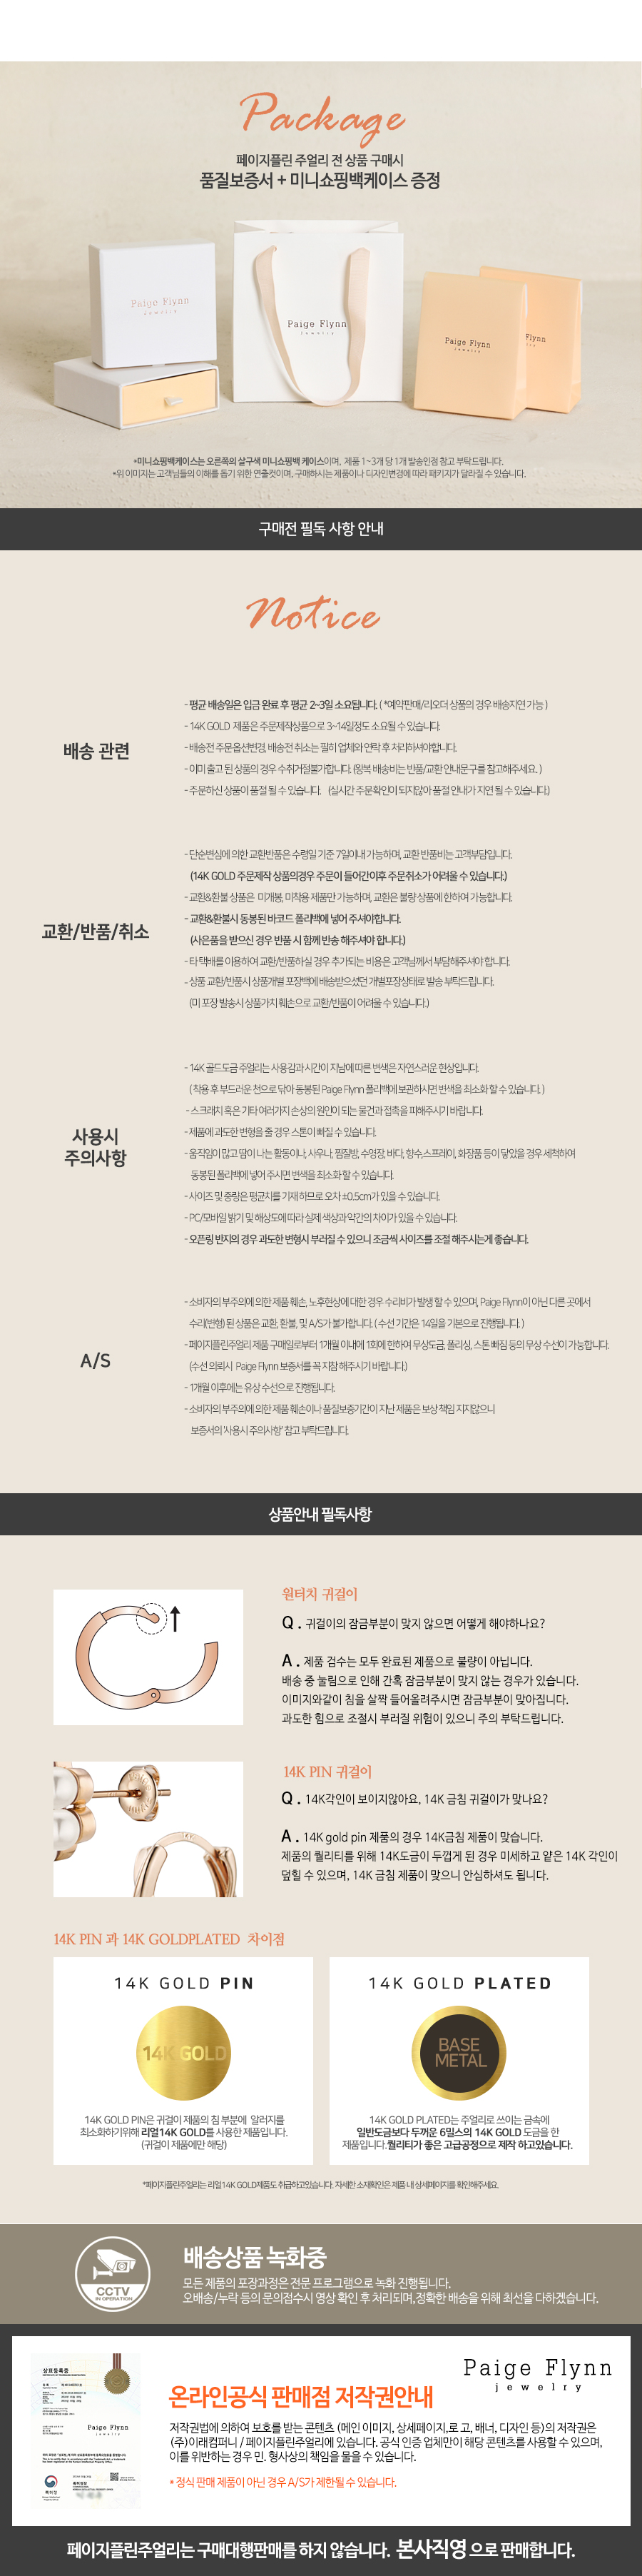 Package
페이지플린 주얼리 전 상품 구매시
품질보증서 + 미니쇼핑백케이스 증정
Paige Flynn
jewelry
Paige Flynn
jewelry
Paige Flynn
jewelry
Flynn
*미니쇼핑백케이스는 오른쪽의 살구색 미니쇼핑백 케이스이며, 제품 1~3개 당 1개 발송인점 참고 부탁드립니다.
*위 이미지는 고객님들의 이해를 돕기 위한 연출컷이며, 구매하시는 제품이나 디자인변경에 따라 패키지가 달라질 수 있습니다.
구매전 필독 사항 안내
Notice
배송 관련
- 평균 배송일은 입금 완료 후 평균 2~3일 소요됩니다. ( *예약판매/리오더 상품의 경우 배송지연 가능 )
- 14K GOLD 제품은 주문제작상품으로 3~14일정도 소요될 수 있습니다.
- 배송전 주문 옵션변경, 배송전 취소는 필히 업체와 연락 후 처리하셔야합니다.
- 이미 출고 된 상품의 경우 수취거절불가합니다. (왕복 배송비는 반품/교환 안내문구를 참고해주세요. )
- 주문하신 상품이 품절 될 수 있습니다. (실시간 주문확인이 되지않아 품절 안내가 지연 될 수 있습니다.)
교환/반품/취소
- 단순변심에 의한 교환반품은 수령일 기준 7일이내 가능하며, 교환 반품비는 고객부담입니다.
(14K GOLD 주문제작 상품의경우 주문이 들어간이후 주문취소가 어려울 수 있습니다.)
- 교환&환불 상품은 미개봉, 미착용 제품만 가능하며, 교환은 불량 상품에 한하여 가능합니다.
- 교환&환불시 동봉된 바코드 폴리백에 넣어 주셔야합니다.
(사은품을 받으신 경우 반품 시 함께 반송 해주셔야 합니다.)
- 타 택배를 이용하여 교환/반품하실 경우 추가되는 비용은 고객님께서 부담해주셔야 합니다.
- 상품 교환/반품시 상품개별 포장백에 배송받으셨던 개별포장상태로 발송 부탁드립니다.
(미 포장 발송시 상품가치 훼손으로 교환/반품이 어려울 수 있습니다.)
사용시
주의사항
- 14K 골드도금 주얼리는 사용감과 시간이 지남에 따른 변색은 자연스러운 현상입니다.
( 착용 후 부드러운 천으로 닦아 동봉된 Paige Flynn 폴리백에 보관하시면 변색을 최소화 할 수 있습니다. )
- 스크래치 혹은 기타 여러가지 손상의 원인이 되는 물건과 접촉을 피해주시기 바랍니다.
- 제품에 과도한 변형을 줄 경우 스톤이 빠질 수 있습니다.
- 움직임이 많고 땀이 나는 활동이나, 사우나, 찜질방, 수영장, 바다, 향수,스프레이, 화장품 등이 닿았을 경우 세척하여
동봉된 폴리백에 넣어 주시면 변색을 최소화 할 수 있습니다.
- 사이즈 및 중량은 평균치를 기재하므로 오차 ±0.5cm가 있을 수 있습니다.
- PC/모바일 밝기 및 해상도에 따라 실제 색상과 약간의 차이가 있을 수 있습니다.
- 오픈링 반지의 경우 과도한 변형시 부러질 수 있으니 조금씩 사이즈를 조절 해주시는게 좋습니다.
A/S
- 소비자의 부주의에 의한 제품 훼손, 노후현상에 대한 경우 수리비가 발생 할 수 있으며, Paige Flynn이 아닌 다른 곳에서
수리(변형) 된 상품은 교환, 환불, 및 A/S가 불가합니다. ( 수선 기간은 14일을 기본으로 진행됩니다. )
- 페이지플린주얼리 제품 구매일로부터 1개월 이내에 1회에 한하여 무상도금, 폴리싱, 스톤 빠짐 등의 무상 수선이 가능합니다.
(수선 의뢰시 Paige Flynn 보증서를 꼭 지참 해주시기 바랍니다.)
- 1개월 이후에는 유상 수선으로 진행됩니다.
- 소비자의 부주의에 의한 제품 훼손이나 품질보증기간이 지난 제품은 보상 책임 지지않으니
보증서의 '사용시 주의사항' 참고 부탁드립니다.
상품안내 필독사항
원터치 귀걸이
Q . 귀걸이의 잠금부분이 맞지 않으면 어떻게 해야하나요?
A . 제품 검수는 모두 완료된 제품으로 불량이 아닙니다.
배송 중 눌림으로 인해 간혹 잠금부분이 맞지 않는 경우가 있습니다.
이미지와같이 침을 살짝 들어올려주시면 잠금부분이 맞아집니다.
과도한 힘으로 조절시 부러질 위험이 있으니 주의 부탁드립니다.
14K PIN 귀걸이
Q . 14K각인이 보이지않아요, 14K 금침 귀걸이가 맞나요?
A . 14K gold pin 제품의 경우 14K금침 제품이 맞습니다.
제품의 퀄리티를 위해 14K도금이 두껍게 된 경우 미세하고 얕은 14K 각인이
덮힐 수 있으며, 14K 금침 제품이 맞으니 안심하셔도 됩니다.
14K PIN 과 14K GOLDPLATED 차이점
14K GOLD PIN
14K GOLD
14K GOLD PIN은 귀걸이 제품의 침 부분에 알러지를
최소화하기위해 리얼14K GOLD를 사용한 제품입니다.
(귀걸이 제품에만 해당)
14K GOLD PLATED
BASE
METAL
14K GOLD PLATED는 주얼리로 쓰이는 금속에
일반도금보다 두꺼운 6밀스의 14K GOLD 도금을 한
제품입니다.퀄리티가 좋은 고급공정으로 제작 하고있습니다.
*페이지플린주얼리는 리얼14K GOLD제품도 취급하고있습니다. 자세한 소재확인은 제품 내 상세페이지를 확인해주세요.
CCTV
IN OPERATION
배송상품 녹화중
모든 제품의 포장과정은 전문 프로그램으로 녹화 진행됩니다.
오배송/누락 등의 문의접수시 영상 확인 후 처리되며,정확한 배송을 위해 최선을 다하겠습니다.
상표등록증
Paige Flynn
특허청
Paige Flynn
jewelry
온라인공식 판매점 저작권안내
저작권법에 의하여 보호를 받는 콘텐츠 (메인 이미지, 상세페이지,로 고, 배너, 디자인 등)의 저작권은
(주)이래컴퍼니 / 페이지플린주얼리에 있습니다. 공식 인증 업체만이 해당 콘텐츠를 사용할 수 있으며,
이를 위반하는 경우 민. 형사상의 책임을 물을 수 있습니다.
* 정식 판매 제품이 아닌 경우 A/S가 제한될 수 있습니다.
페이지플린주얼리는 구매대행판매를 하지 않습니다. 본사직영 으로 판매합니다.